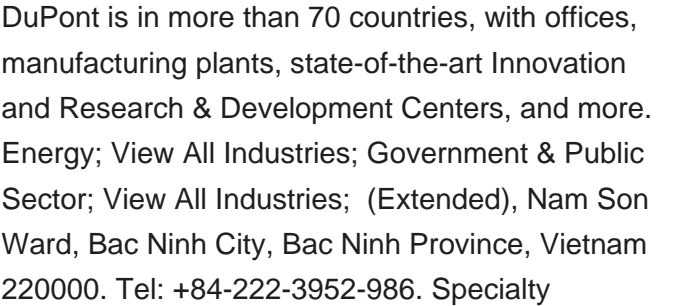 DuPont is in more than 70 countries, with offices,
manufacturing plants, state-of-the-art Innovation
and Research & Development Centers, and more.
Energy; View All Industries; Government & Public
Sector; View All Industries;  (Extended), Nam Son
Ward, Bac Ninh City, Bac Ninh Province, Vietnam
220000. Tel: +84-222-3952-986. Specialty